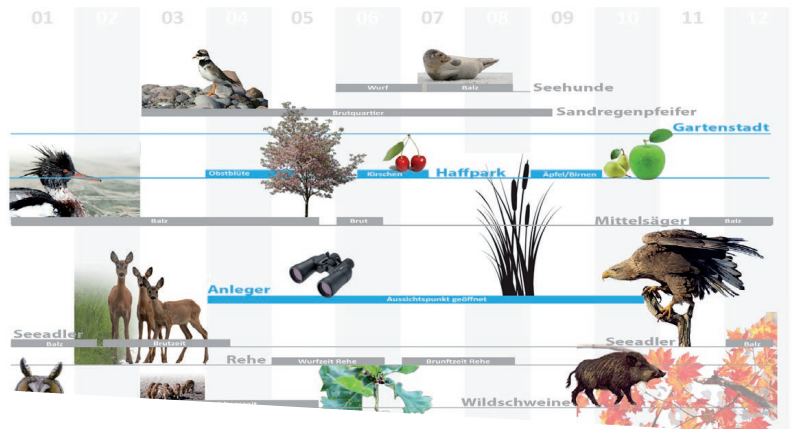 01 02 03 04 05 06 07 08 09 10 11 12
Wurf Balz Seehunde
Brutquartier Sandregenpfeifer
Gartenstadt
Obstblüte Kirschen Haffpark Äpfel/Birnen
Balz Brut Mittelsäger Balz
Anleger
Aussichtspunkt geöffnet
Seeadler Seeadler
Balz Brutzeit Balz
Rehe Wurfzeit Rehe Brunftzeit Rehe
Wildschweine